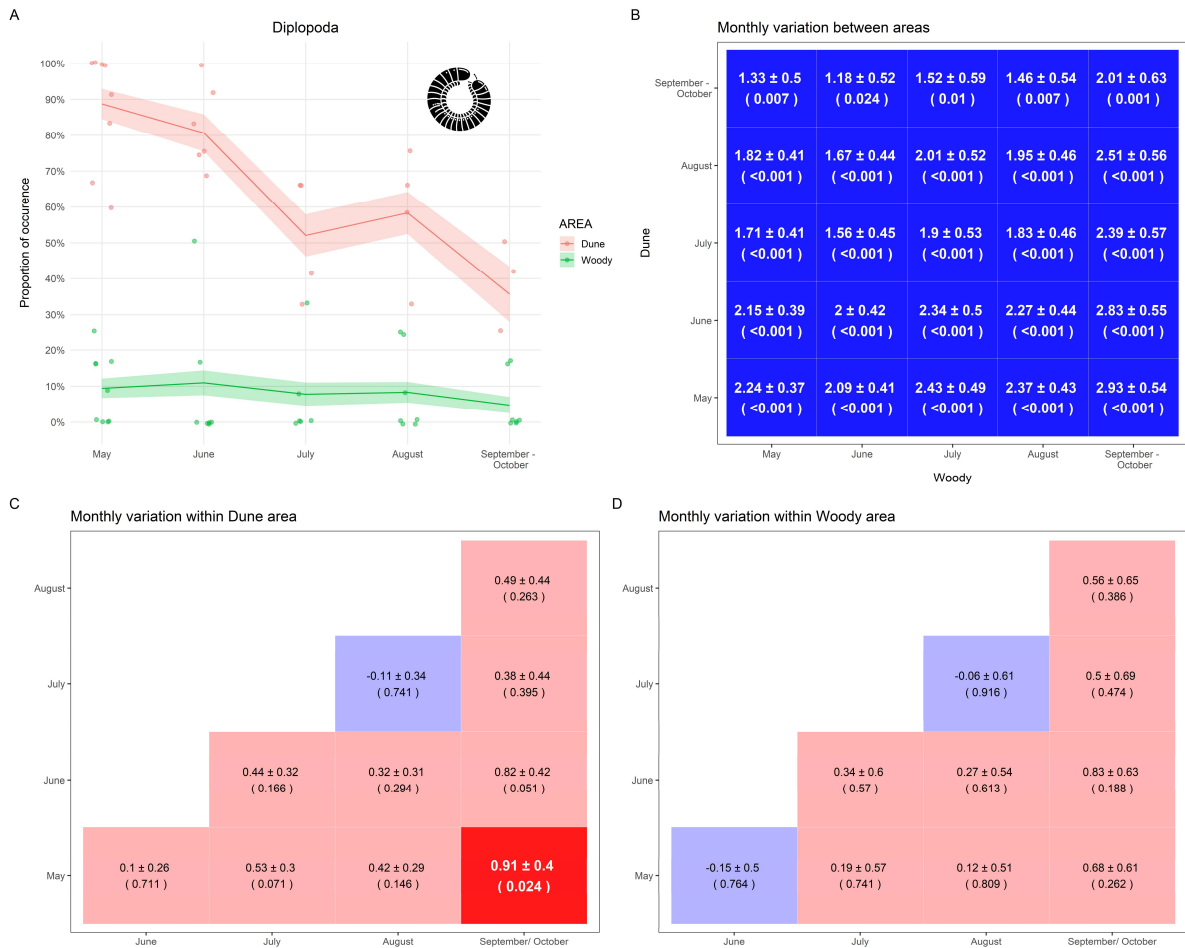 A
Diplopoda
100%
90%
80%
70%
60%
50%
40%
30%
20%
10%
0%
Proportion of occurence
May
June
July
August
September -
October
AREA
Dune
Woody
B
Monthly variation between areas
Dune
September -
October
1.33 ± 0.5 1.18 ± 0.52 1.52 ± 0.59 1.46 ± 0.54 2.01 ± 0.63
( 0.007 ) ( 0.024 ) ( 0.01 ) ( 0.007 ) ( 0.001 )
August
1.82 ± 0.41 1.67 ± 0.44 2.01 ± 0.52 1.95 ± 0.46 2.51 ± 0.56
( <0.001 ) ( <0.001 ) ( <0.001 ) ( <0.001 ) ( <0.001 )
July
1.71 ± 0.41 1.56 ± 0.45 1.9 ± 0.53 1.83 ± 0.46 2.39 ± 0.57
( <0.001 ) ( <0.001 ) ( <0.001 ) ( <0.001 ) ( <0.001 )
June
2.15 ± 0.39 2 ± 0.42 2.34 ± 0.5 2.27 ± 0.44 2.83 ± 0.55
( <0.001 ) ( <0.001 ) ( <0.001 ) ( <0.001 ) ( <0.001 )
May
2.24 ± 0.37 2.09 ± 0.41 2.43 ± 0.49 2.37 ± 0.43 2.93 ± 0.54
( <0.001 ) ( <0.001 ) ( <0.001 ) ( <0.001 ) ( <0.001 )
May
June
July
August
September -
October
Woody
C
Monthly variation within Dune area
August
0.49 ± 0.44
( 0.263 )
July
-0.11 ± 0.34 0.38 ± 0.44
( 0.741 ) ( 0.395 )
June
0.44 ± 0.32 0.32 ± 0.31 0.82 ± 0.42
( 0.166 ) ( 0.294 ) ( 0.051 )
May
0.1 ± 0.26 0.53 ± 0.3 0.42 ± 0.29 0.91 ± 0.4
( 0.711 ) ( 0.071 ) ( 0.146 ) ( 0.024 )
June
July
August
September/ October
D
Monthly variation within Woody area
August
0.56 ± 0.65
( 0.386 )
July
-0.06 ± 0.61 0.5 ± 0.69
( 0.916 ) ( 0.474 )
June
0.34 ± 0.6 0.27 ± 0.54 0.83 ± 0.63
( 0.57 ) ( 0.613 ) ( 0.188 )
May
-0.15 ± 0.5 0.19 ± 0.57 0.12 ± 0.51 0.68 ± 0.61
( 0.764 ) ( 0.741 ) ( 0.809 ) ( 0.262 )
June
July
August
September/ October